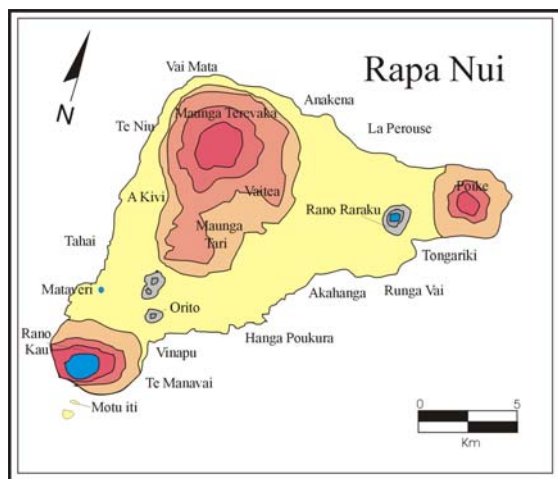 Rapa Nui
N
Vai Mata
Anakena
Maunga Terevaka
Te Niu
La Perouse
A Kivi
Vaitea
Poike
Rano Raraku
Maunga
Tari
Tahai
Tongariki
Mataveri
Akahanga
Runga Vai
Orito
Rano
Kau
Hanga Poukura
Vinapu
Te Manavai
Motu iti
0
5
Km